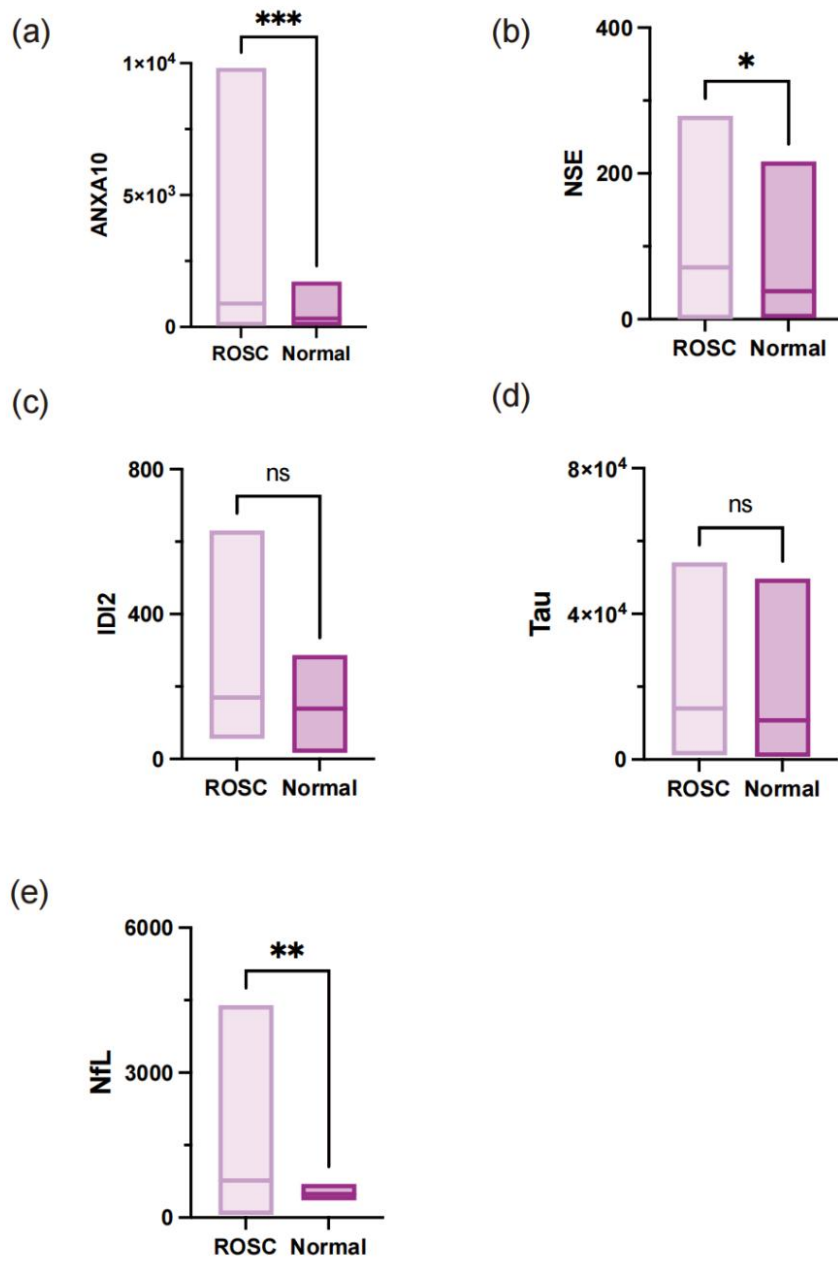 (a)
***
1×10⁴
5×10³
0
ANXA10
ROSC Normal
(b)
*
400
200
0
NSE
ROSC Normal
(c)
ns
800
400
0
IDI2
ROSC Normal
(d)
ns
8×10⁴
4×10⁴
0
Tau
ROSC Normal
(e)
**
6000
3000
0
NfL
ROSC Normal